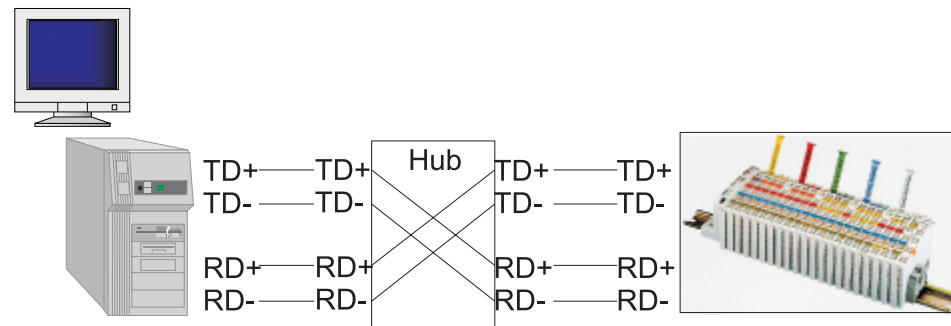 Hub
TD+ TD+ TD+ TD+
TD- TD- TD- TD-
RD+ RD+ RD+ RD+
RD- RD- RD- RD-